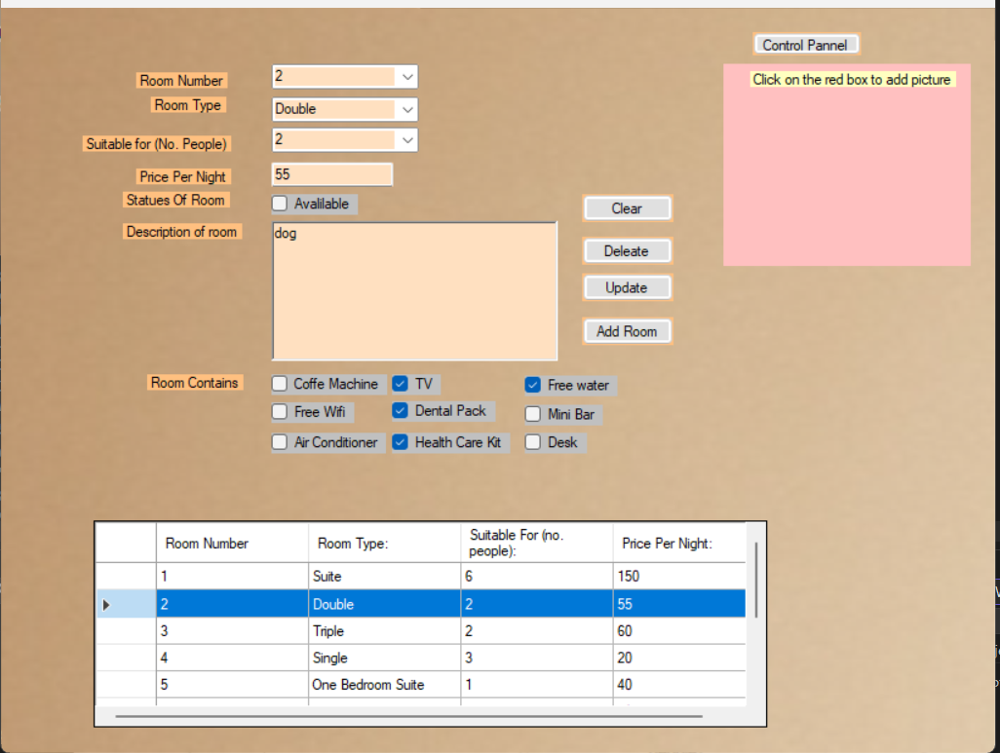 Control Pannel
Click on the red box to add picture
Room Number 2
Room Type Double
Suitable for (No. People) 2
Price Per Night 55
Statues Of Room Avalilable
Description of room dog
Clear
Deleate
Update
Add Room
Room Contains Coffe Machine TV Free water
Free Wifi Dental Pack Mini Bar
Air Conditioner Health Care Kit Desk
Room Number Room Type: Suitable For (no. people): Price Per Night:
1 Suite 6 150
2 Double 2 55
3 Triple 2 60
4 Single 3 20
5 One Bedroom Suite 1 40